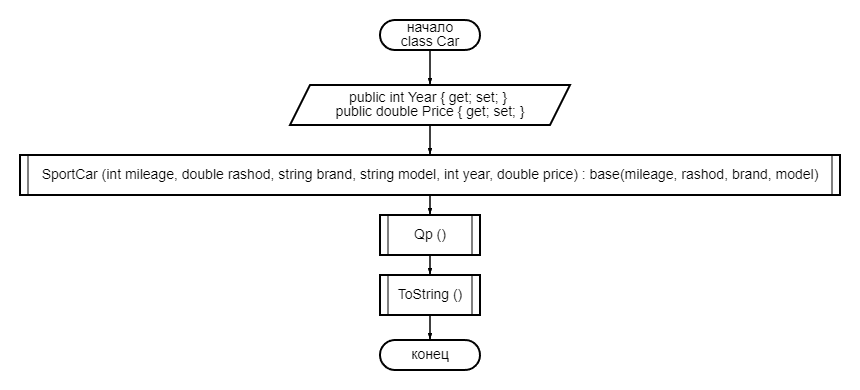 начало
class Car
public int Year { get; set; }
public double Price { get; set; }
SportCar (int mileage, double rashod, string brand, string model, int year, double price) : base(mileage, rashod, brand, model)
Qp ()
ToString ()
конец